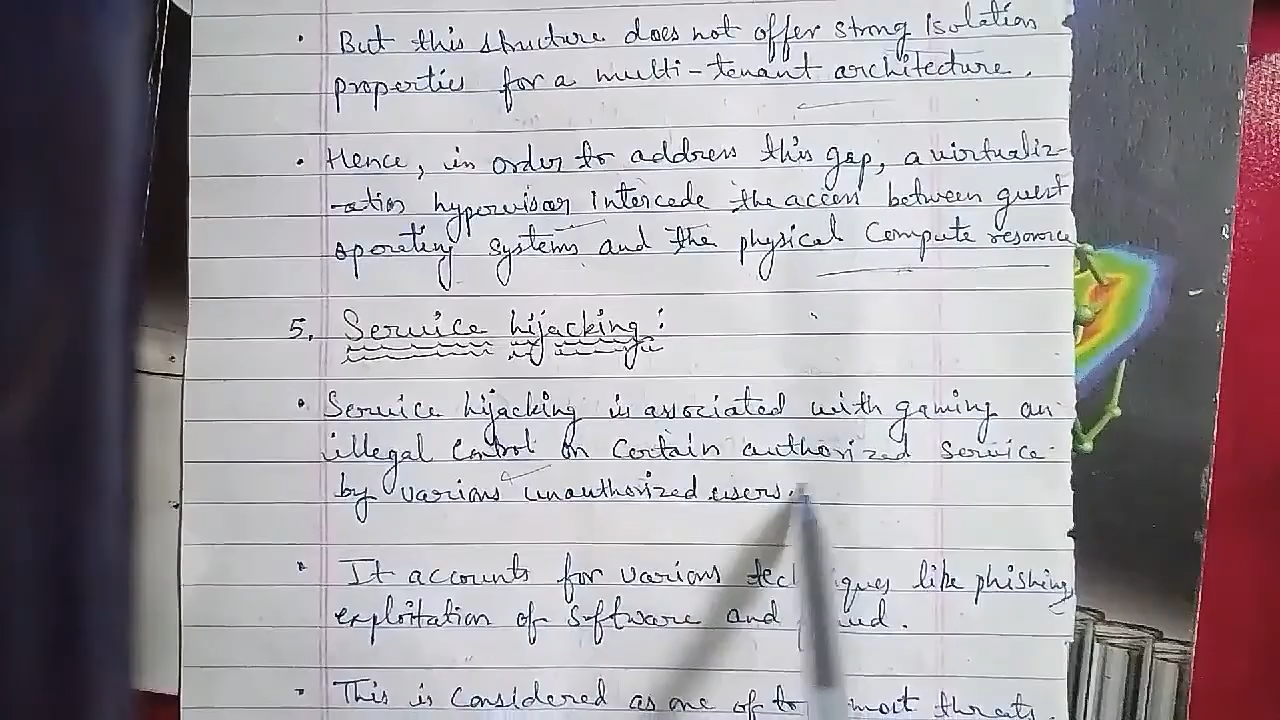 • But this structure does not offer strong Isolation
properties for a multi-tenant architecture.
• Hence, in order to address this gap, a virtualiz-
-ation hypervisor Intercede the access between guest
operating systems and the physical Compute resource
5. Service hijacking:
• Service hijacking is associated with gaming an
illegal Control on Certain authorized Service
by various unauthorized users.
• It accounts for various like phishing,
exploitation of Software and
• This is Considered as one of most threats.